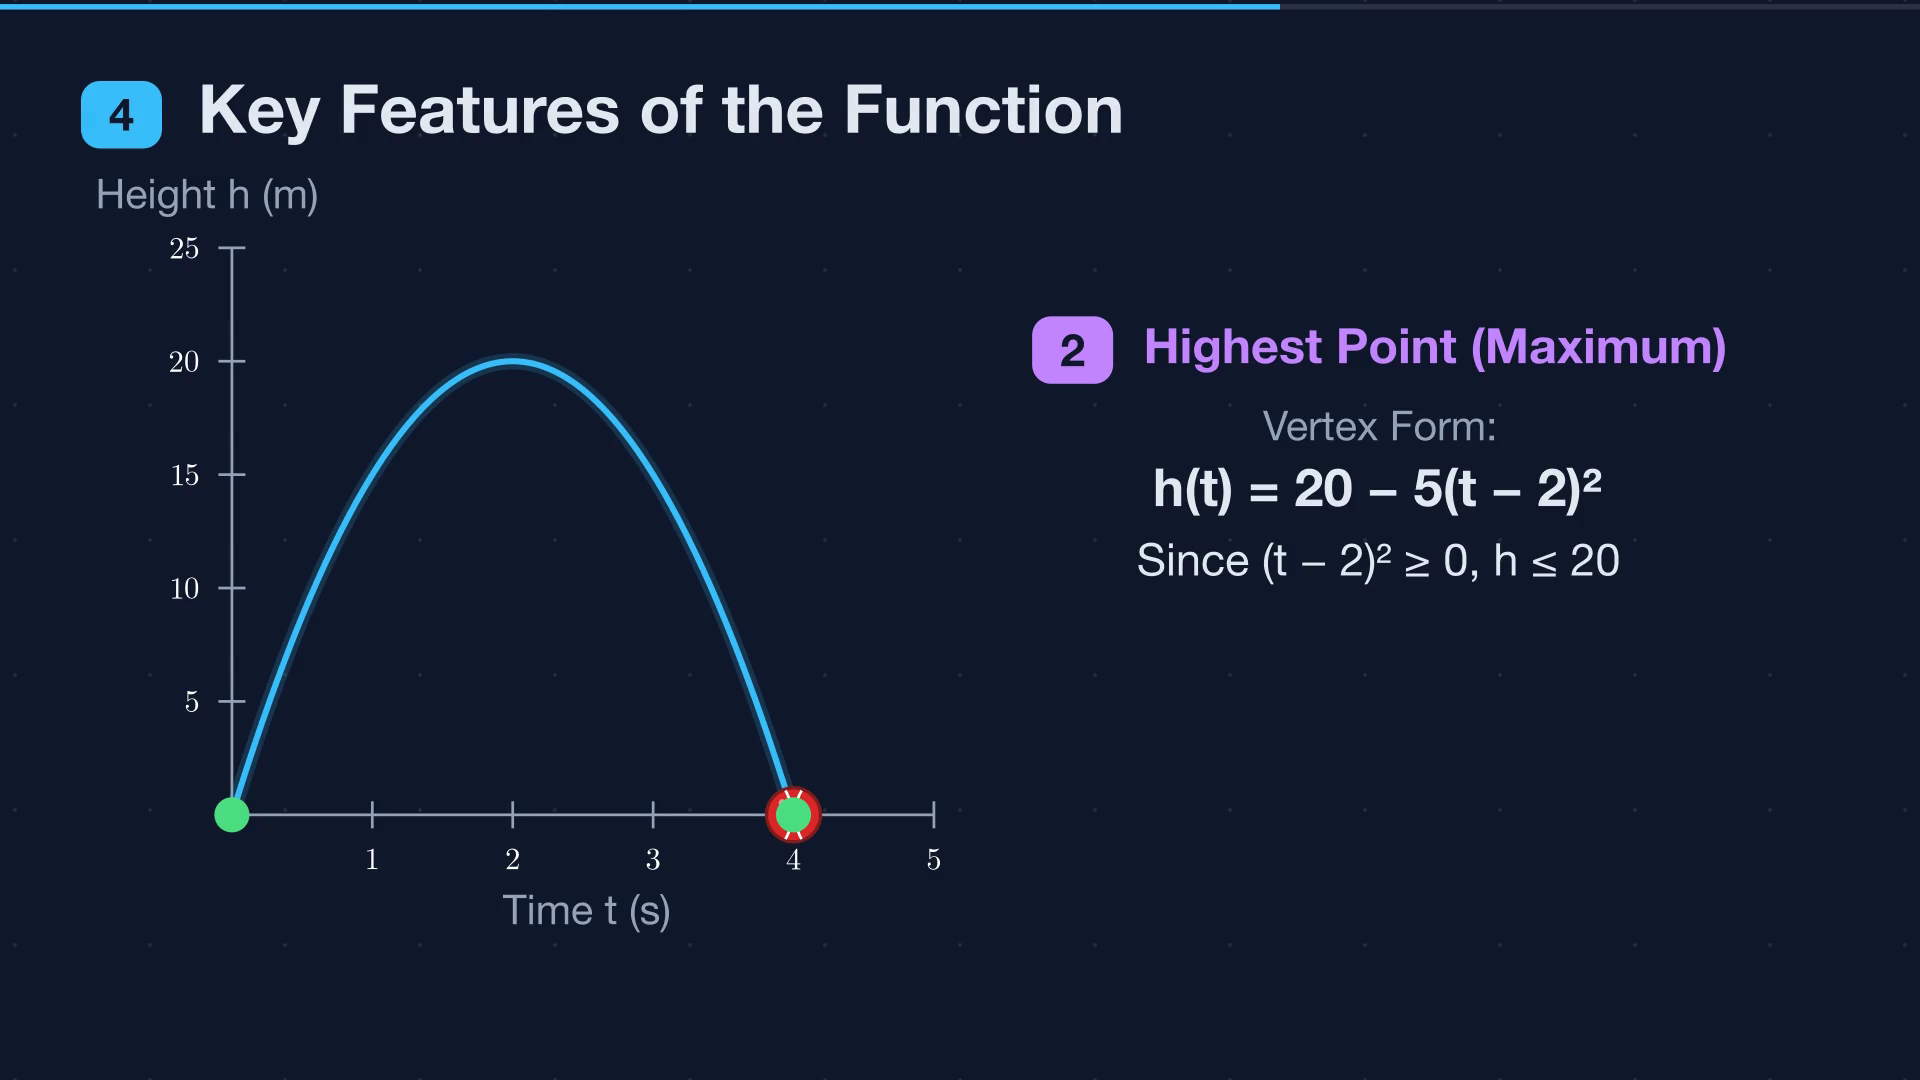 4 Key Features of the Function
Height h (m)
25
20
15
10
5
1 2 3 4 5
Time t (s)
2 Highest Point (Maximum)
Vertex Form:
h(t) = 20 – 5(t – 2)²
Since (t – 2)² ≥ 0, h ≤ 20